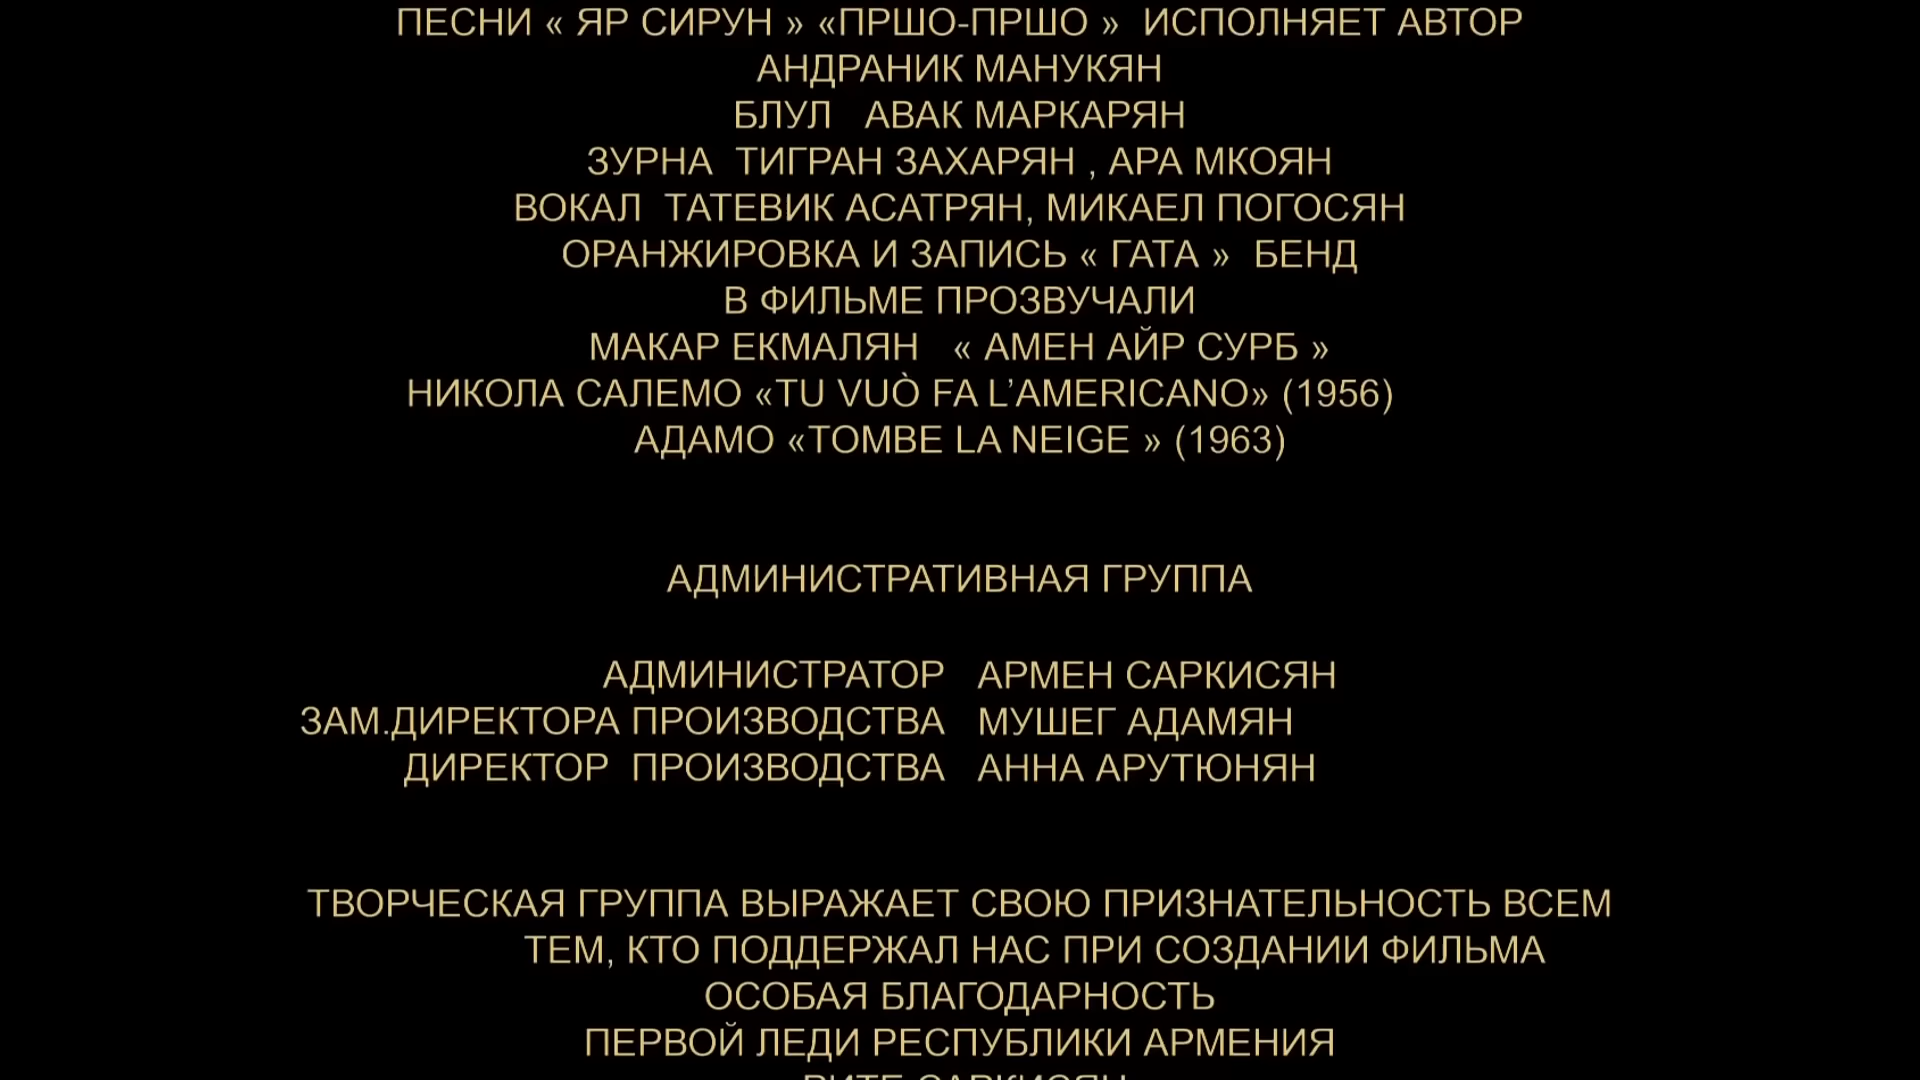 ПЕСНИ « ЯР СИРУН » «ПРШО-ПРШО » ИСПОЛНЯЕТ АВТОР
АНДРАНИК МАНУКЯН
БЛУЛ АВАК МАРКАРЯН
ЗУРНА ТИГРАН ЗАХАРЯН , АРА МКОЯН
ВОКАЛ ТАТЕВИК АСАТРЯН, МИКАЕЛ ПОГОСЯН
ОРАНЖИРОВКА И ЗАПИСЬ « ГАТА » БЕНД
В ФИЛЬМЕ ПРОЗВУЧАЛИ
МАКАР ЕКМАЛЯН « АМЕН АЙР СУРБ »
НИКОЛА САЛЕМО «TU VUÒ FA L’AMERICANO» (1956)
АДАМО «TOMBE LA NEIGE » (1963)
АДМИНИСТРАТИВНАЯ ГРУППА
АДМИНИСТРАТОР АРМЕН САРКИСЯН
ЗАМ.ДИРЕКТОРА ПРОИЗВОДСТВА МУШЕГ АДАМЯН
ДИРЕКТОР ПРОИЗВОДСТВА АННА АРУТЮНЯН
ТВОРЧЕСКАЯ ГРУППА ВЫРАЖАЕТ СВОЮ ПРИЗНАТЕЛЬНОСТЬ ВСЕМ
ТЕМ, КТО ПОДДЕРЖАЛ НАС ПРИ СОЗДАНИИ ФИЛЬМА
ОСОБАЯ БЛАГОДАРНОСТЬ
ПЕРВОЙ ЛЕДИ РЕСПУБЛИКИ АРМЕНИЯ